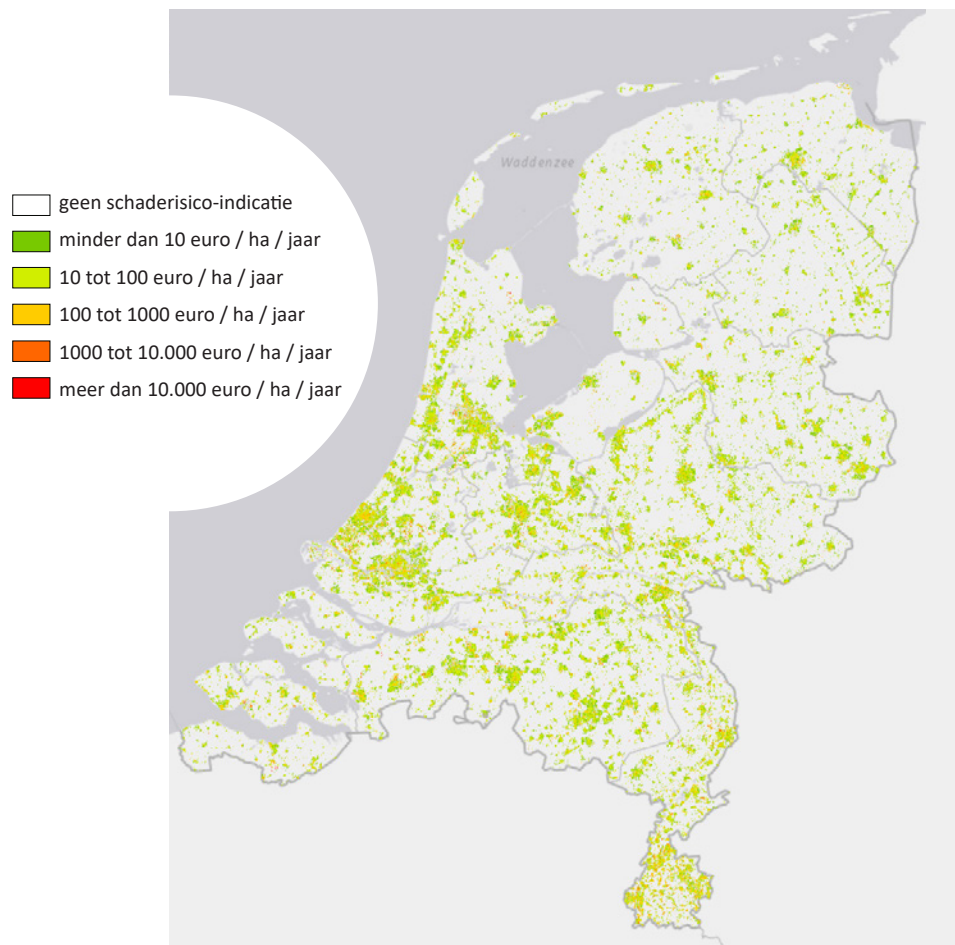 Waddenzee
geen schaderisico-indicatie
minder dan 10 euro / ha / jaar
10 tot 100 euro / ha / jaar
100 tot 1000 euro / ha / jaar
1000 tot 10.000 euro / ha / jaar
meer dan 10.000 euro / ha / jaar